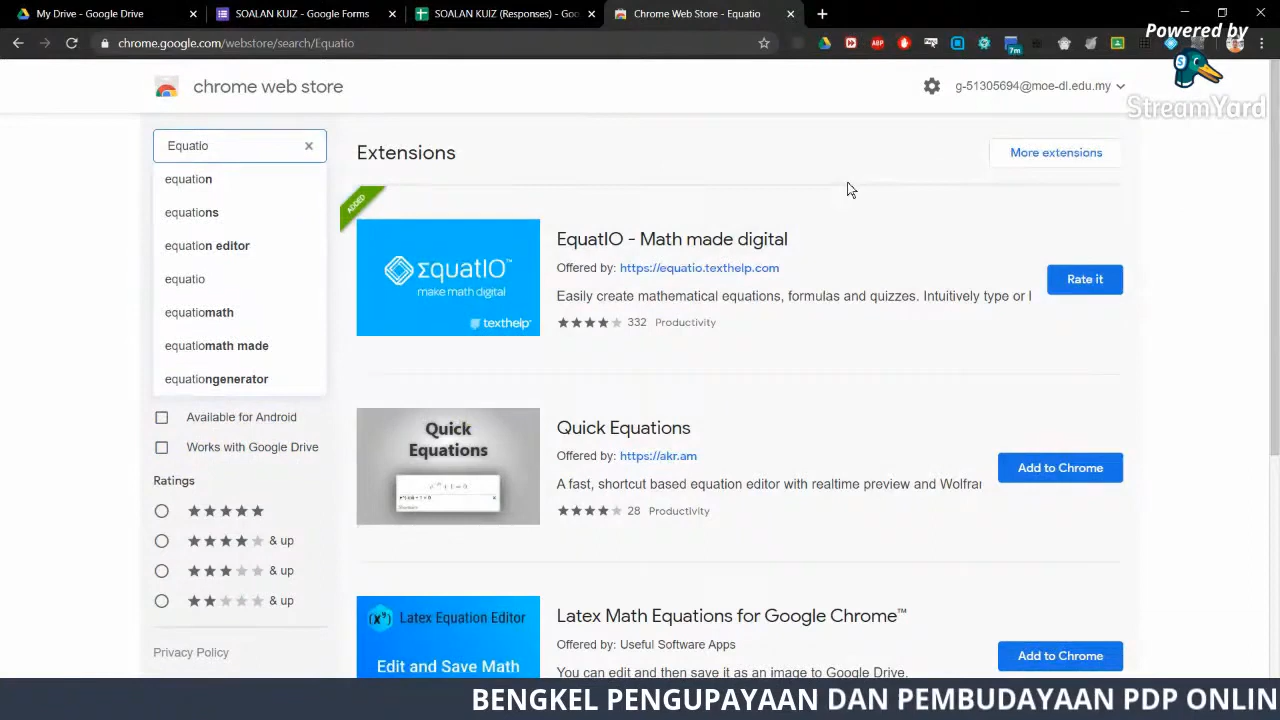 My Drive - Google Drive
SOALAN KUIZ - Google Forms
SOALAN KUIZ (Responses) - Goo
Chrome Web Store - Equatio
chrome.google.com/webstore/search/Equatio
ABP
7m
Powered by
S
StreamYard
chrome web store
g-51305694@moe-dl.edu.my
Equatio
equation
equations
equation editor
equatio
equatiomath
equatiomath made
equationgenerator
Available for Android
Works with Google Drive
Ratings
& up
& up
& up
Privacy Policy
Extensions
More extensions
ADDED
ΣquatIO™
make math digital
texthelp
EquatIO - Math made digital
Offered by: https://equatio.texthelp.com
Easily create mathematical equations, formulas and quizzes. Intuitively type or
332 Productivity
Rate it
Quick
Equations
Quick Equations
Offered by: https://akr.am
A fast, shortcut based equation editor with realtime preview and Wolfra
28 Productivity
Add to Chrome
(x⁹) Latex Equation Editor
Edit and Save Math
Latex Math Equations for Google Chrome™
Offered by: Useful Software Apps
You can edit and then save it as an image to Google Drive.
Add to Chrome
BENGKEL PENGUPAYAAN DAN PEMBUDAYAAN PDP ONLIN